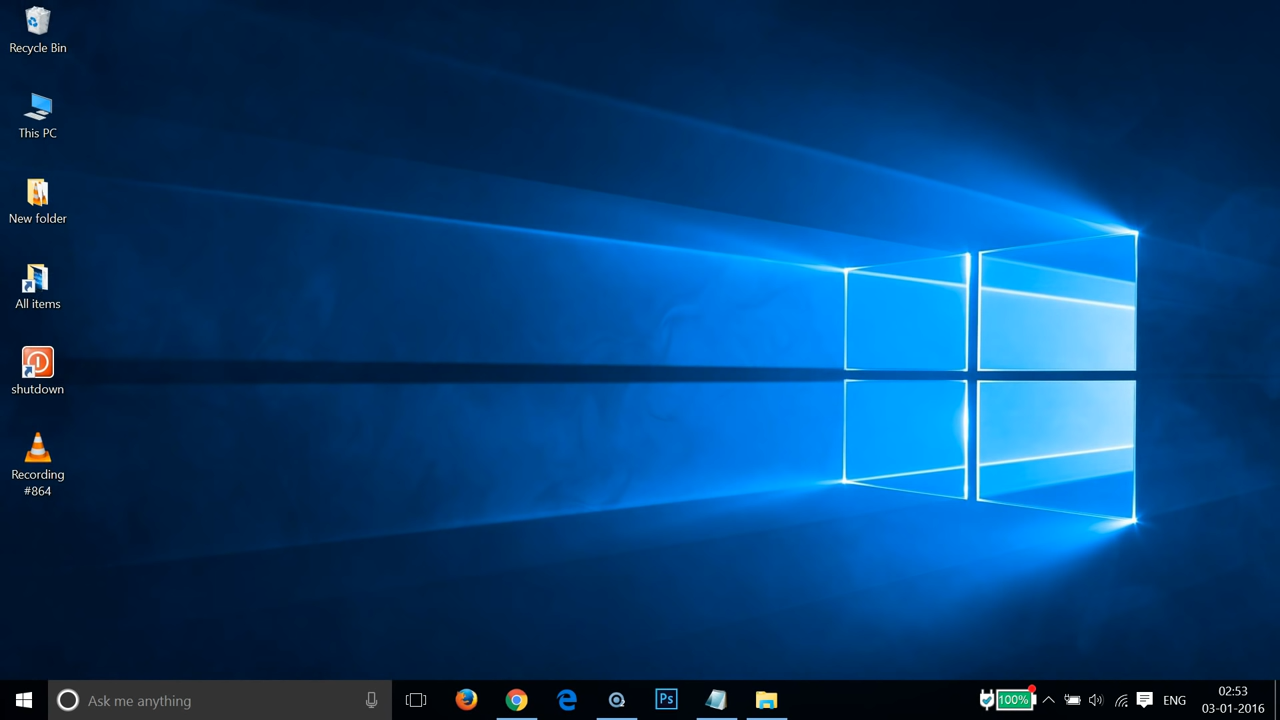 Recycle Bin
This PC
New folder
All items
shutdown
Recording
#864
Ask me anything
Ps
100%
ENG
02:53
03-01-2016